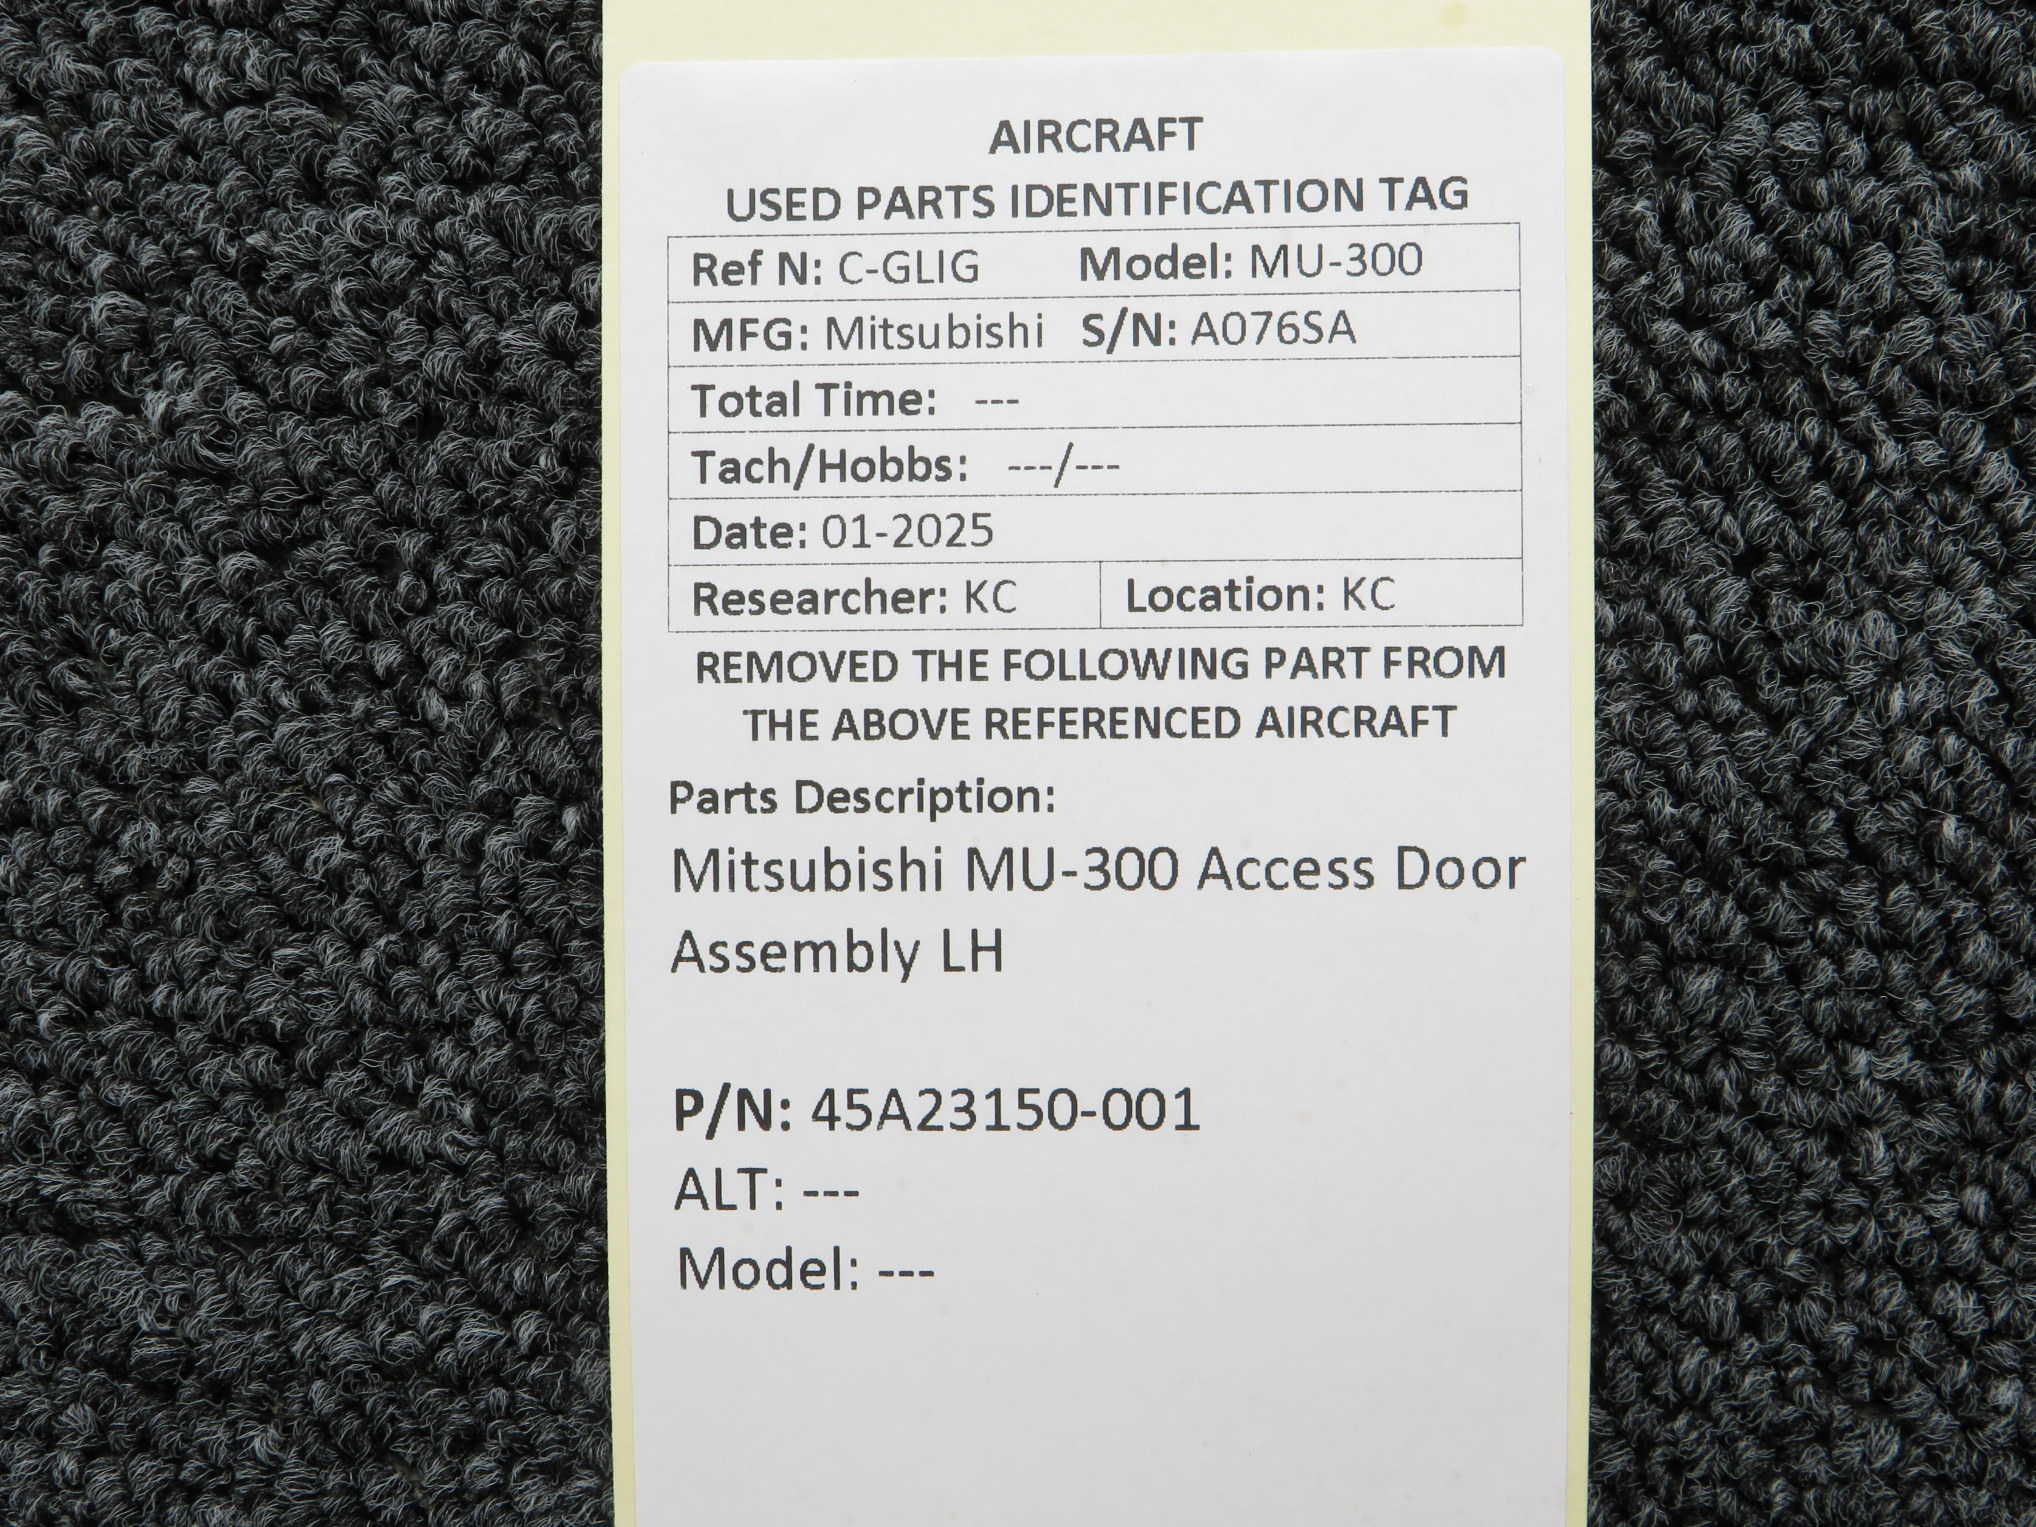 AIRCRAFT
USED PARTS IDENTIFICATION TAG
Ref N: C-GLIG Model: MU-300
MFG: Mitsubishi S/N: A076SA
Total Time: ---
Tach/Hobbs: ---/---
Date: 01-2025
Researcher: KC Location: KC
REMOVED THE FOLLOWING PART FROM
THE ABOVE REFERENCED AIRCRAFT
Parts Description:
Mitsubishi MU-300 Access Door
Assembly LH
P/N: 45A23150-001
ALT: ---
Model: ---